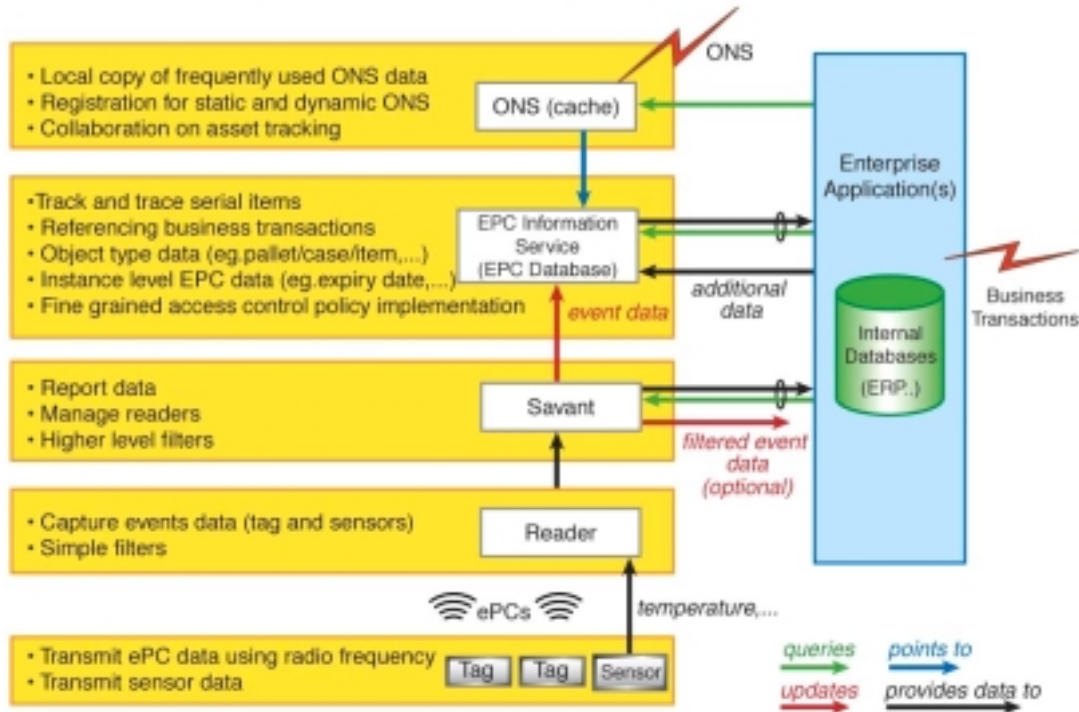 ONS
• Local copy of frequently used ONS data
• Registration for static and dynamic ONS
• Collaboration on asset tracking
ONS (cache)
Enterprise
Application(s)
•Track and trace serial items
• Referencing business transactions
• Object type data (eg.pallet/case/item,...)
• Instance level EPC data (eg.expiry date,...)
• Fine grained access control policy implementation
EPC Information
Service
(EPC Database)
event data
additional
data
Business
Transactions
Internal
Databases
(ERP..)
• Report data
• Manage readers
• Higher level filters
Savant
filtered event
data
(optional)
• Capture events data (tag and sensors)
• Simple filters
Reader
ePCs
temperature,...
• Transmit ePC data using radio frequency
• Transmit sensor data
Tag
Tag
Sensor
queries
points to
updates
provides data to